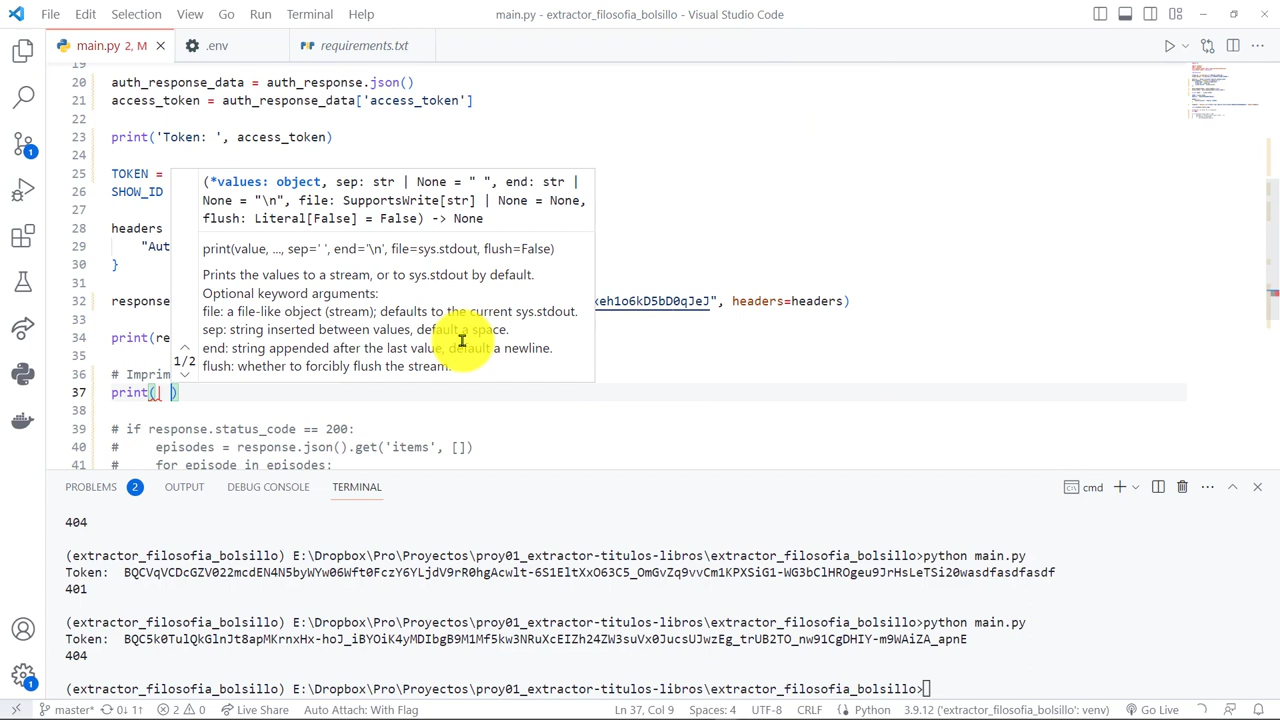 File Edit Selection View Go Run Terminal Help main.py - extractor_filosofia_bolsillo - Visual Studio Code
main.py 2, M .env requirements.txt
19
20 auth_response_data = auth_response.json()
21 access_token = auth_response_data['access_token']
22
23 print('Token: ', access_token)
24
25 TOKEN =
26 SHOW_ID
27
28 headers
29 "Aut
30 }
31
32 response xeh1o6kD5bD0qJeJ", headers=headers)
33
34 print(re
35
36 # Imprim
37 print( )
38
39 # if response.status_code == 200:
40 # episodes = response.json().get('items', [])
41 # for episode in episodes:
(*values: object, sep: str | None = " ", end: str |
None = "\n", file: SupportsWrite[str] | None = None,
flush: Literal[False] = False) -> None
print(value, ..., sep=' ', end='\n', file=sys.stdout, flush=False)
Prints the values to a stream, or to sys.stdout by default.
Optional keyword arguments:
file: a file-like object (stream); defaults to the current sys.stdout.
sep: string inserted between values, default a space.
end: string appended after the last value, default a newline.
flush: whether to forcibly flush the stream.
1/2
PROBLEMS 2 OUTPUT DEBUG CONSOLE TERMINAL cmd
404
(extractor_filosofia_bolsillo) E:\Dropbox\Pro\Proyectos\proy01_extractor-titulos-libros\extractor_filosofia_bolsillo>python main.py
Token: BQCVqVCDcGZV022mcdEN4N5byWYw06Wft0FczY6YLjdV9rR0hgAcwlt-6S1EltXxO63C5_OmGvZq9vvCm1KPXSiG1-WG3bClHROgeu9JrHsLeTSi20wasdfasdfasdf
401
(extractor_filosofia_bolsillo) E:\Dropbox\Pro\Proyectos\proy01_extractor-titulos-libros\extractor_filosofia_bolsillo>python main.py
Token: BQC5k0TulQkGlnJt8apMKrnxHx-hoJ_iBYOiK4yMDIbgB9M1Mf5kw3NRuXcEIZh24ZW3suVx0JucsUJwzEg_trUB2TO_nw91CgDHIY-m9WAiZA_apnE
404
(extractor_filosofia_bolsillo) E:\Dropbox\Pro\Proyectos\proy01_extractor-titulos-libros\extractor_filosofia_bolsillo>
1
1
master* 0↓ 1↑ 2 0 Live Share Auto Attach: With Flag Ln 37, Col 9 Spaces: 4 UTF-8 CRLF Python 3.9.12 ('extractor_filosofia_bolsillo': venv) Go Live